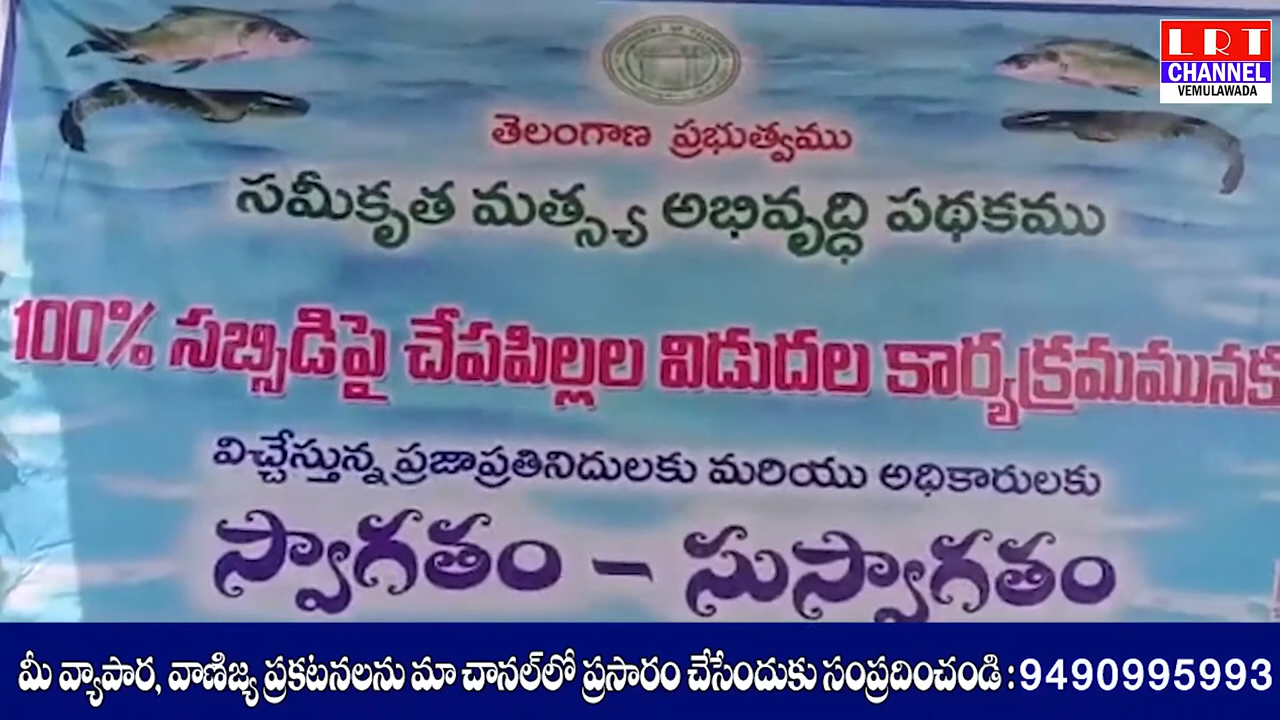 LRT
CHANNEL
VEMULAWADA
తెలంగాణ ప్రభుత్వము
సమీకృత మత్స్య అభివృద్ధి పథకము
100% సబ్సిడిపై చేపపిల్లల విడుదల కార్యక్రమమునకు
విచ్చేస్తున్న ప్రజాప్రతినిదులకు మరియు అధికారులకు
స్వాగతం - సుస్వాగతం
మీ వ్యాపార, వాణిజ్య ప్రకటనలను మా చానల్‌లో ప్రసారం చేసేందుకు సంప్రదించండి : 9490995993